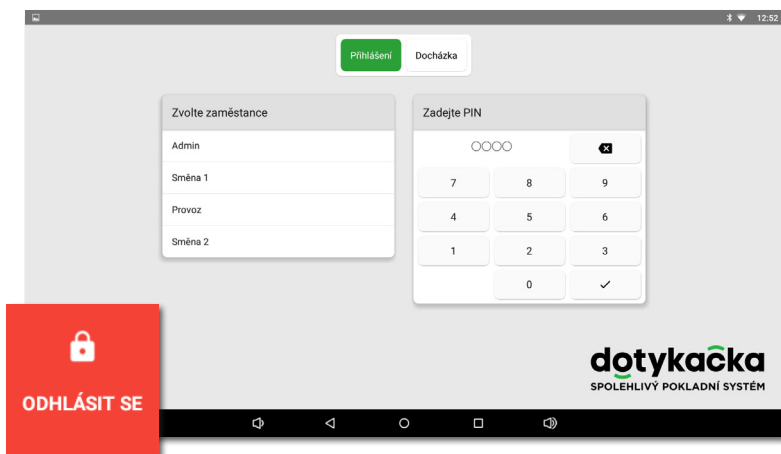 12:52
Přihlášení Docházka
Zvolte zaměstance
Admin
Směna 1
Provoz
Směna 2
Zadejte PIN
7 8 9
4 5 6
1 2 3
0
ODHLÁSIT SE
dotykačka
SPOLEHLIVÝ POKLADNÍ SYSTÉM